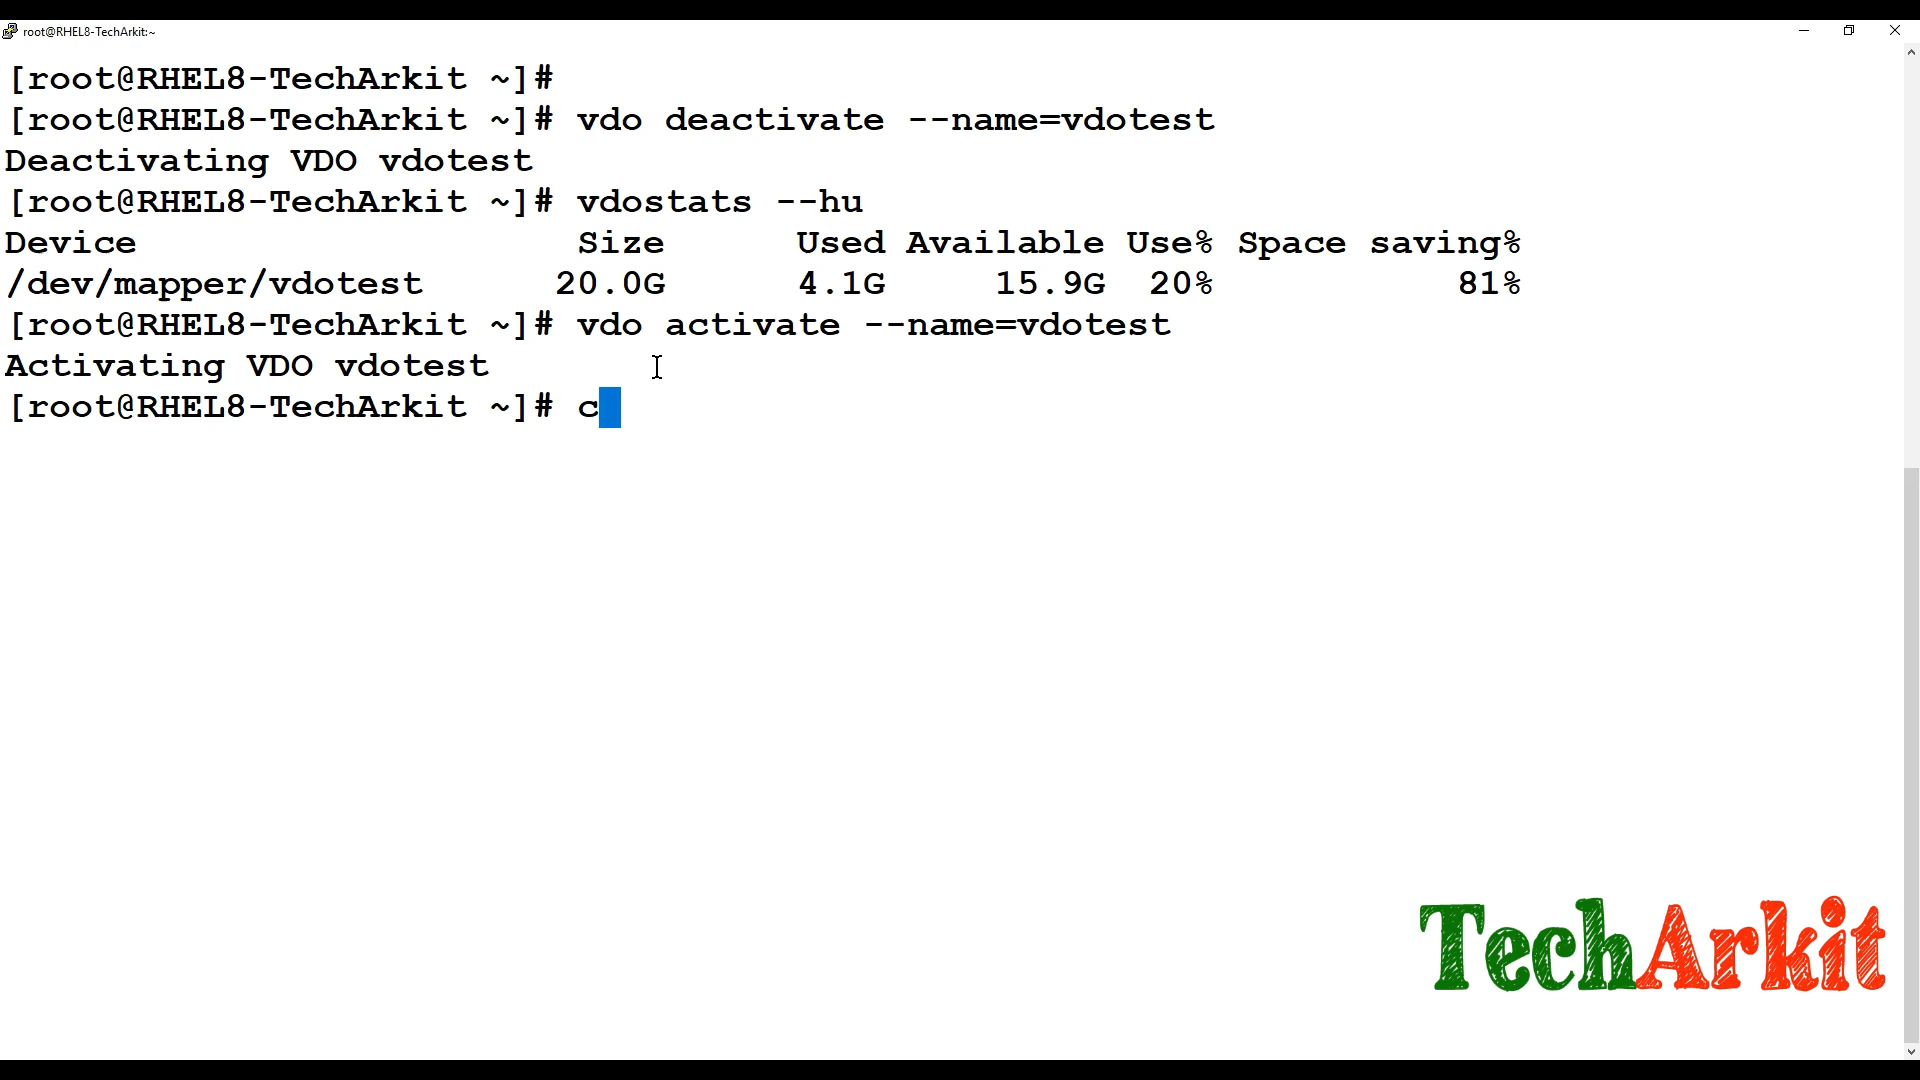 root@RHEL8-TechArkit:~
[root@RHEL8-TechArkit ~]#
[root@RHEL8-TechArkit ~]# vdo deactivate --name=vdotest
Deactivating VDO vdotest
[root@RHEL8-TechArkit ~]# vdostats --hu
Device Size Used Available Use% Space saving%
/dev/mapper/vdotest 20.0G 4.1G 15.9G 20% 81%
[root@RHEL8-TechArkit ~]# vdo activate --name=vdotest
Activating VDO vdotest
[root@RHEL8-TechArkit ~]# c
TechArkit